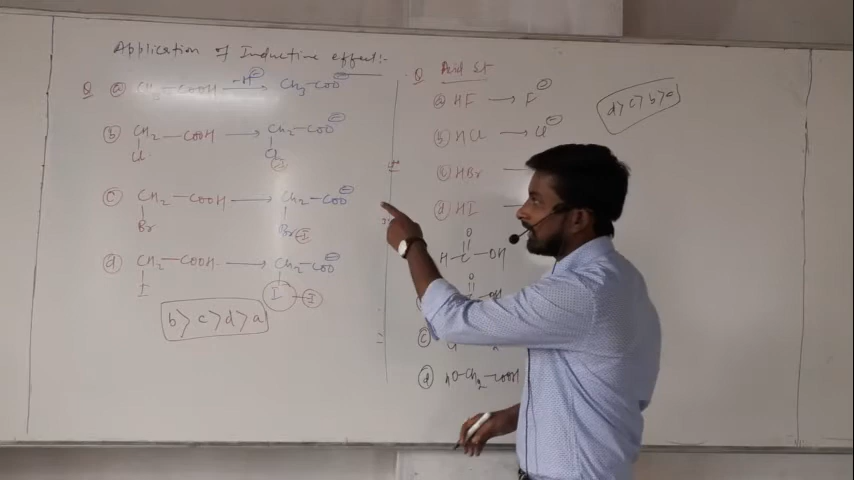 Application of Inductive effect:-
Q (a) CH3-COOH -H⊖→ CH3-COO⊖
(b) CH2-COOH → CH2-COO⊖
Cl Cl
(c) CH2-COOH → CH2-COO⊖
Br Br -I
(d) CH2-COOH → CH2-COO⊖
I I -I
b>c>d>a
Q Acid St
(a) HF → F⊖
(b) HCl → Cl⊖
(c) HBr
(d) HI
d>c>b>a
O
H-C-OH
O
OH
(c)
(d) HO-CH2-COOH